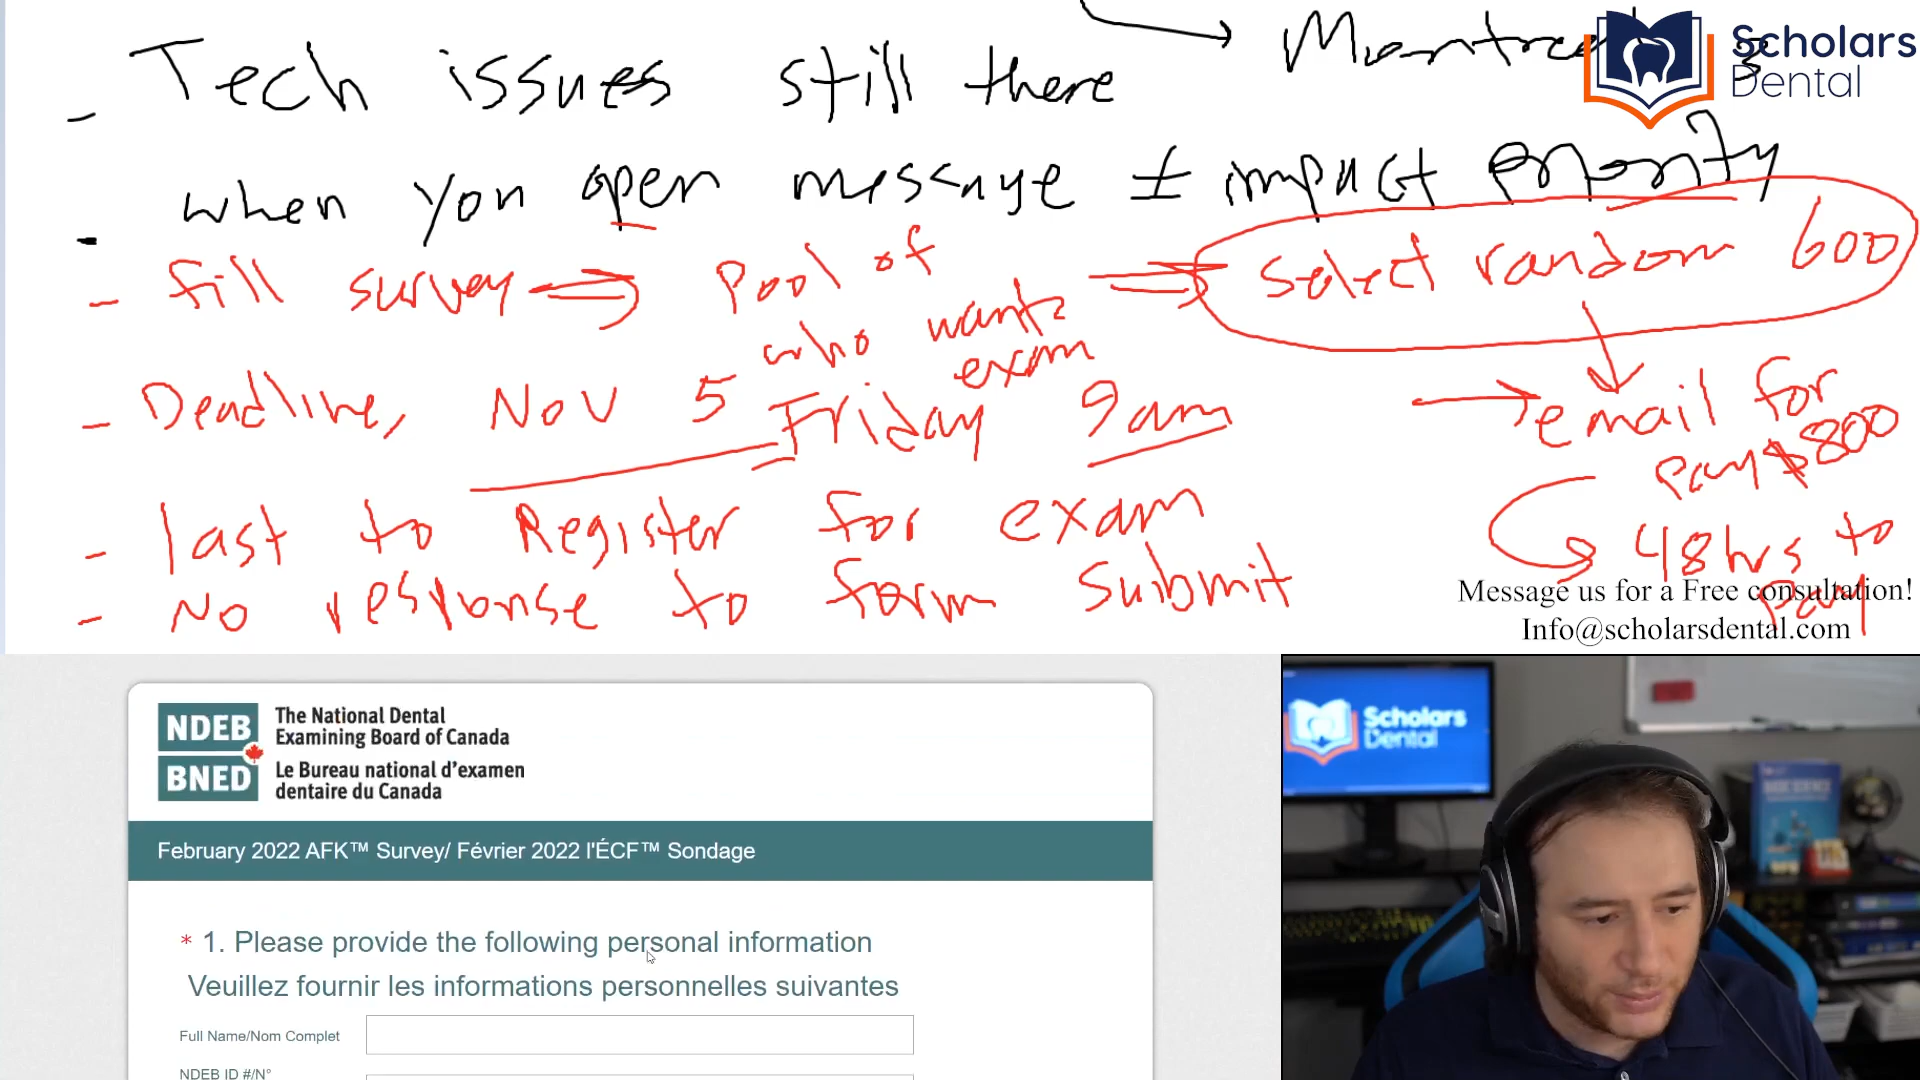 Scholars
Dental
- Tech issues still there
- when you open message ± impact priority
- fill survey ⇒ Pool of who wants exam ⇒ select random 600
- Deadline, Nov 5 Friday 9am
→ email for
pay $800
48hrs to
pay
- last to Register for exam
- No response to form submit
Message us for a Free consultation!
Info@scholarsdental.com
NDEB
BNED
The National Dental
Examining Board of Canada
Le Bureau national d'examen
dentaire du Canada
February 2022 AFK™ Survey/ Février 2022 l'ÉCF™ Sondage
* 1. Please provide the following personal information
Veuillez fournir les informations personnelles suivantes
Full Name/Nom Complet
NDEB ID #/N°
Scholars
Dental